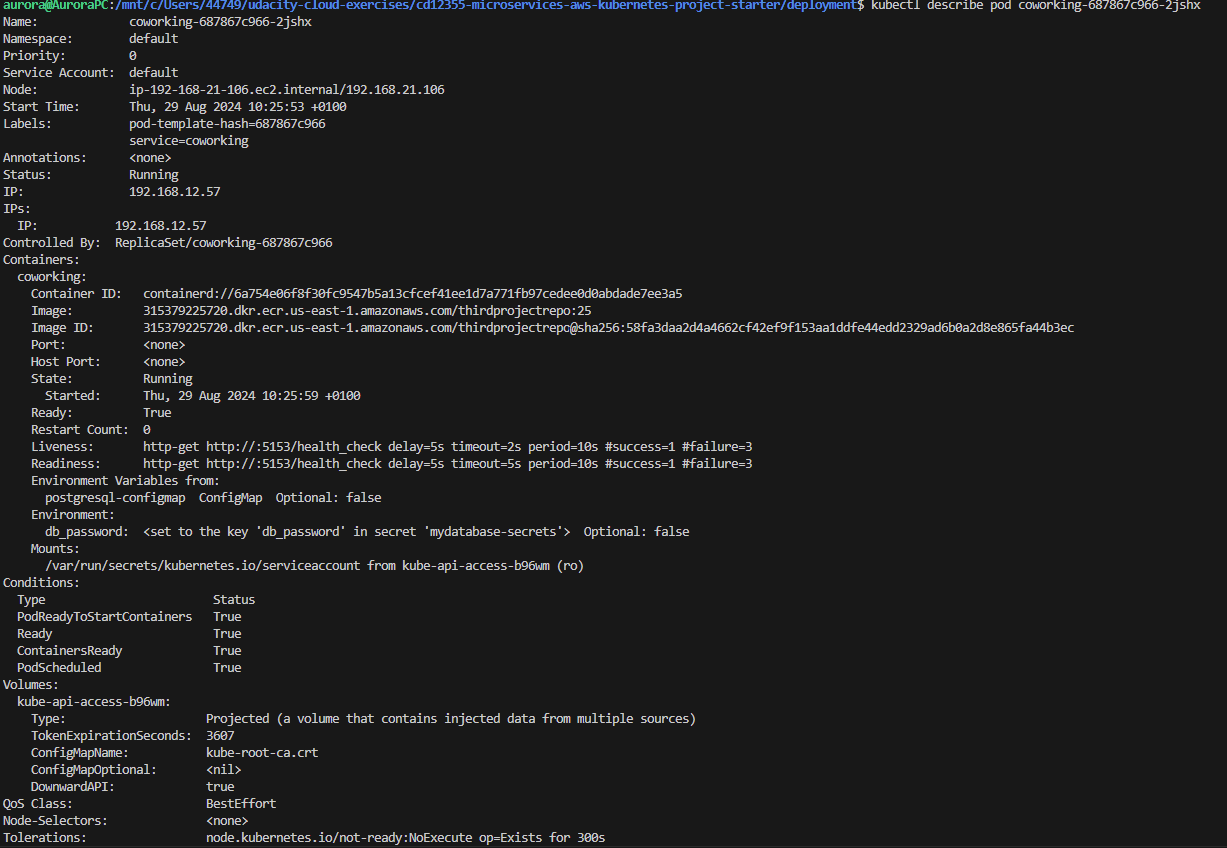 aurora@AuroraPC:/mnt/c/Users/44749/udacity-cloud-exercises/cd12355-microservices-aws-kubernetes-project-starter/deployment$ kubectl describe pod coworking-687867c966-2jshx
Name:             coworking-687867c966-2jshx
Namespace:        default
Priority:         0
Service Account:  default
Node:             ip-192-168-21-106.ec2.internal/192.168.21.106
Start Time:       Thu, 29 Aug 2024 10:25:53 +0100
Labels:           pod-template-hash=687867c966
                  service=coworking
Annotations:      <none>
Status:           Running
IP:               192.168.12.57
IPs:
  IP:           192.168.12.57
Controlled By:  ReplicaSet/coworking-687867c966
Containers:
  coworking:
    Container ID:   containerd://6a754e06f8f30fc9547b5a13cfcef41ee1d7a771fb97cedee0d0abdade7ee3a5
    Image:          315379225720.dkr.ecr.us-east-1.amazonaws.com/thirdprojectrepo:25
    Image ID:       315379225720.dkr.ecr.us-east-1.amazonaws.com/thirdprojectrepo@sha256:58fa3daa2d4a4662cf42ef9f153aa1ddfe44edd2329ad6b0a2d8e865fa44b3ec
    Port:           <none>
    Host Port:      <none>
    State:          Running
      Started:      Thu, 29 Aug 2024 10:25:59 +0100
    Ready:          True
    Restart Count:  0
    Liveness:       http-get http://:5153/health_check delay=5s timeout=2s period=10s #success=1 #failure=3
    Readiness:      http-get http://:5153/health_check delay=5s timeout=5s period=10s #success=1 #failure=3
    Environment Variables from:
      postgresql-configmap  ConfigMap  Optional: false
    Environment:
      db_password:  <set to the key 'db_password' in secret 'mydatabase-secrets'>  Optional: false
    Mounts:
      /var/run/secrets/kubernetes.io/serviceaccount from kube-api-access-b96wm (ro)
Conditions:
  Type                        Status
  PodReadyToStartContainers   True
  Ready                       True
  ContainersReady             True
  PodScheduled                True
Volumes:
  kube-api-access-b96wm:
    Type:                    Projected (a volume that contains injected data from multiple sources)
    TokenExpirationSeconds:  3607
    ConfigMapName:           kube-root-ca.crt
    ConfigMapOptional:       <nil>
    DownwardAPI:             true
QoS Class:                   BestEffort
Node-Selectors:              <none>
Tolerations:                 node.kubernetes.io/not-ready:NoExecute op=Exists for 300s